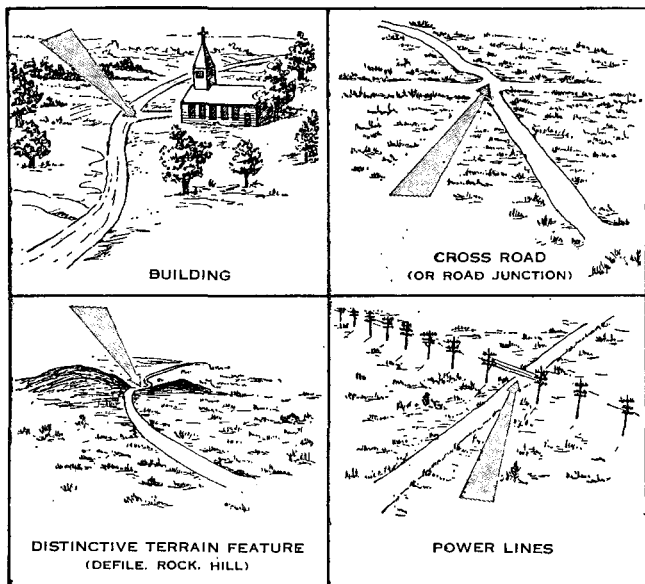 BUILDING
CROSS ROAD
(OR ROAD JUNCTION)
DISTINCTIVE TERRAIN FEATURE
(DEFILE, ROCK, HILL)
POWER LINES